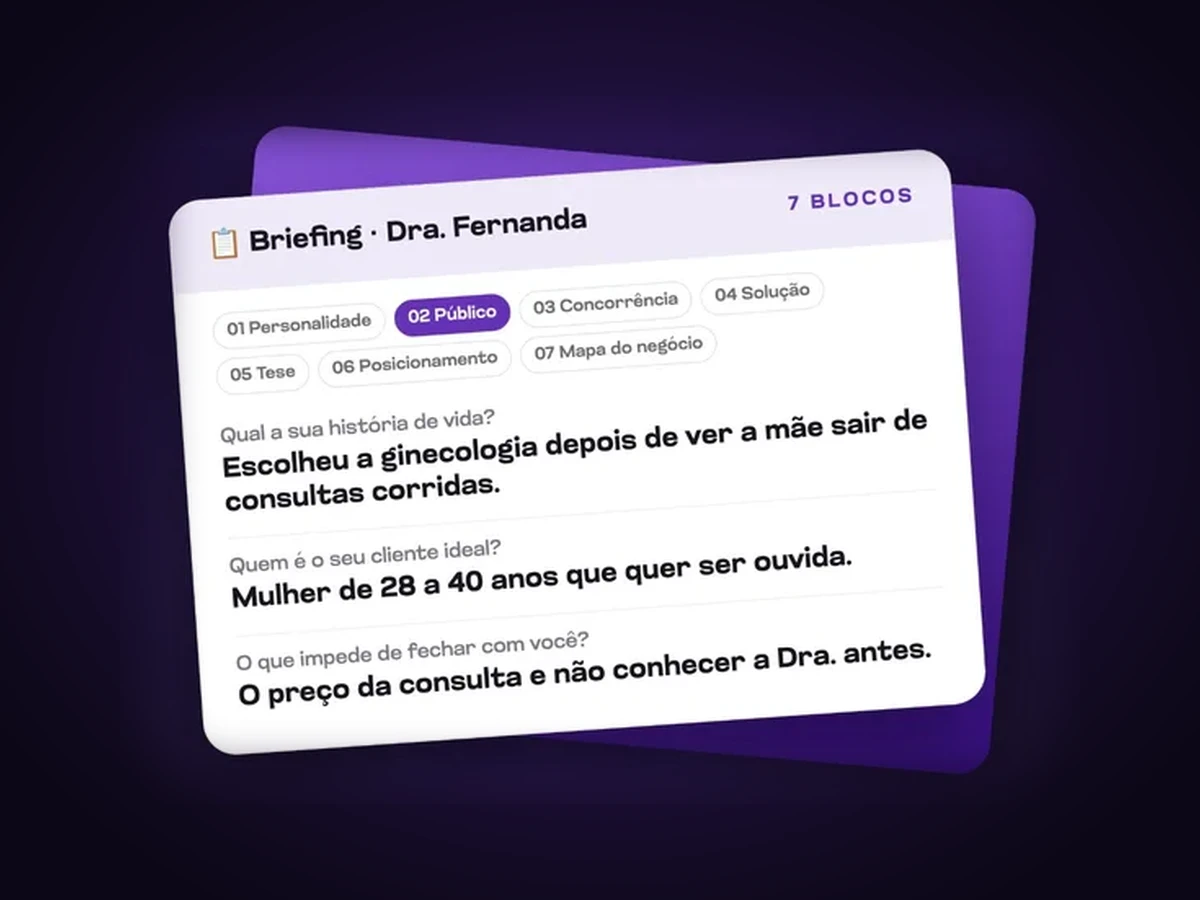 📋 Briefing · Dra. Fernanda
7 BLOCOS
01 Personalidade
02 Público
03 Concorrência
04 Solução
05 Tese
06 Posicionamento
07 Mapa do negócio
Qual a sua história de vida?
Escolheu a ginecologia depois de ver a mãe sair de
consultas corridas.
Quem é o seu cliente ideal?
Mulher de 28 a 40 anos que quer ser ouvida.
O que impede de fechar com você?
O preço da consulta e não conhecer a Dra. antes.